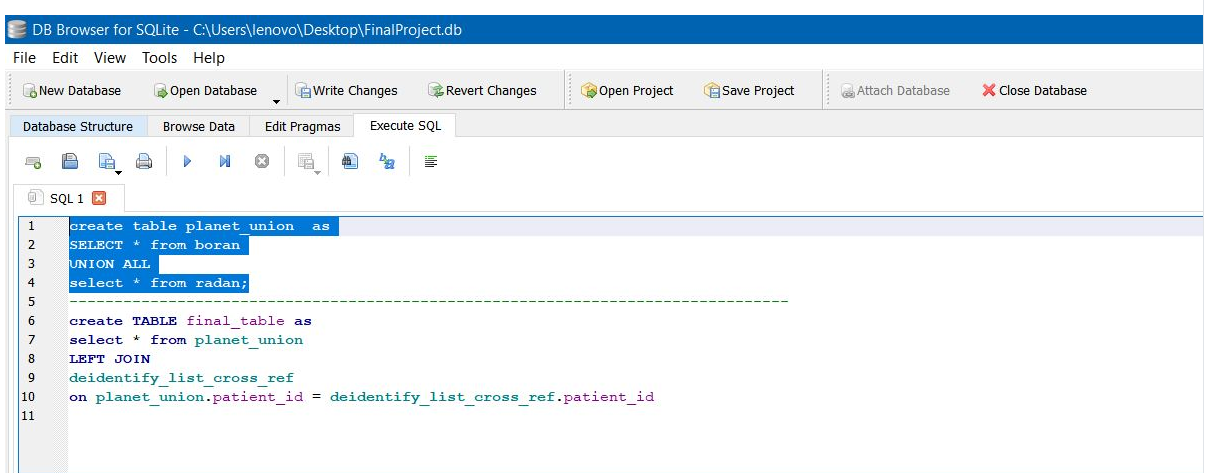 DB Browser for SQLite - C:\Users\lenovo\Desktop\FinalProject.db
File Edit View Tools Help
New Database Open Database Write Changes Revert Changes Open Project Save Project Attach Database Close Database
Database Structure Browse Data Edit Pragmas Execute SQL
SQL 1
1 create table planet_union  as
2 SELECT * from boran
3 UNION ALL
4 select * from radan;
5 --------------------------------------------------------------------------------
6 create TABLE final_table as
7 select * from planet_union
8 LEFT JOIN
9 deidentify_list_cross_ref
10 on planet_union.patient_id = deidentify_list_cross_ref.patient_id
11